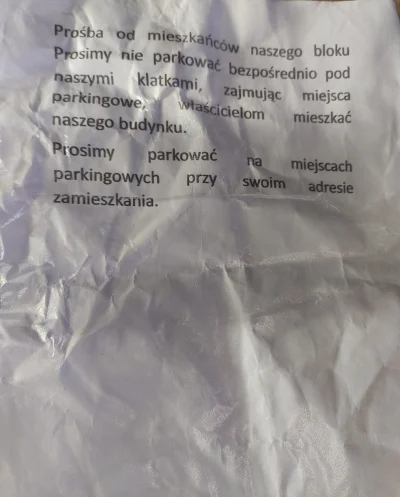 Prośba od mieszkańców naszego bloku
Prosimy nie parkować bezpośrednio pod
naszymi klatkami, zajmując miejsca
parkingowe, właścicielom mieszkać
naszego budynku.
Prosimy parkować na miejscach
parkingowych przy swoim adresie
zamieszkania.